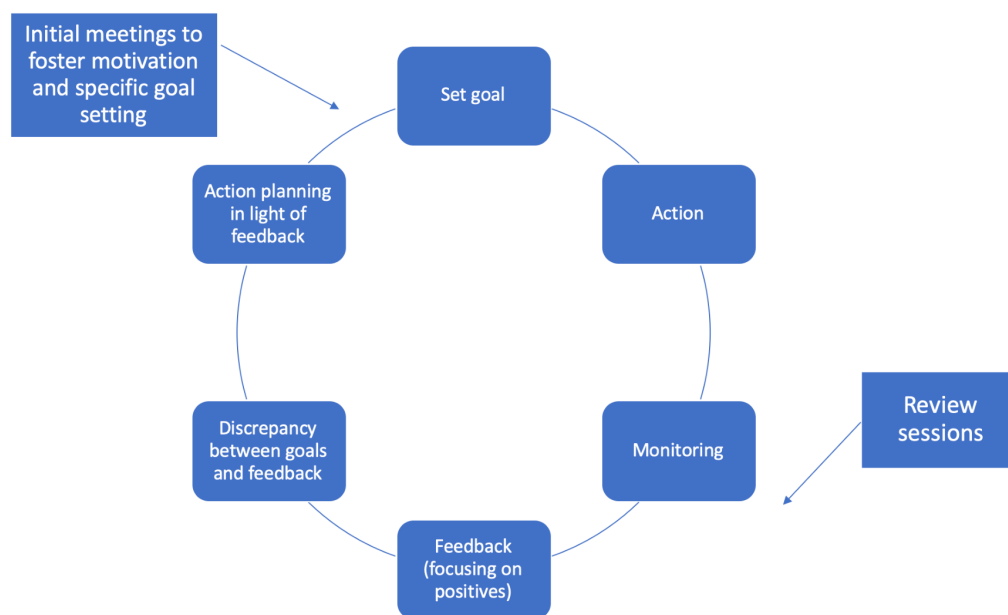 Initial meetings to
foster motivation
and specific goal
setting
Set goal
Action planning
in light of
feedback
Action
Discrepancy
between goals
and feedback
Monitoring
Review
sessions
Feedback
(focusing on
positives)